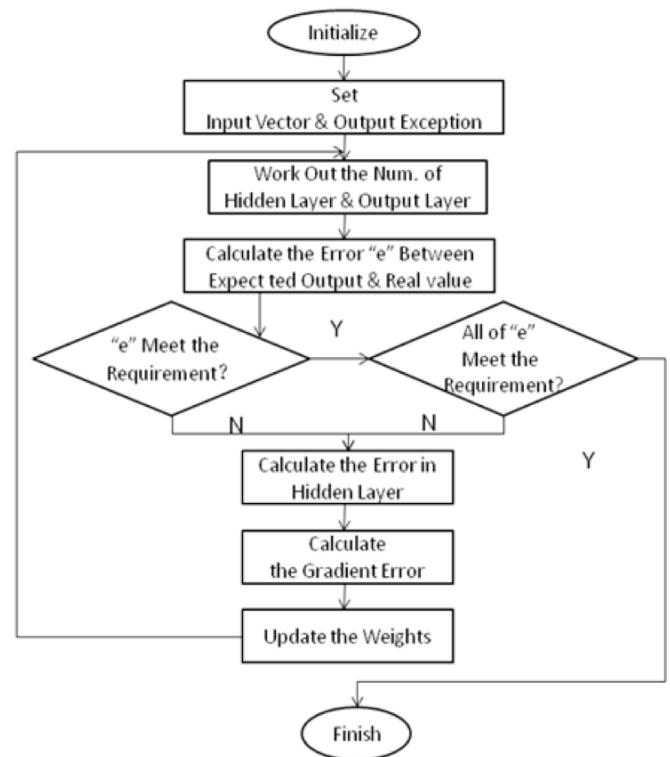 Initialize
Set
Input Vector & Output Exception
Work Out the Num. of
Hidden Layer & Output Layer
Calculate the Error “e” Between
Expect ted Output & Real value
“e” Meet the
Requirement?
Y
All of “e”
Meet the
Requirement?
N
N
Y
Calculate the Error in
Hidden Layer
Calculate
the Gradient Error
Update the Weights
Finish